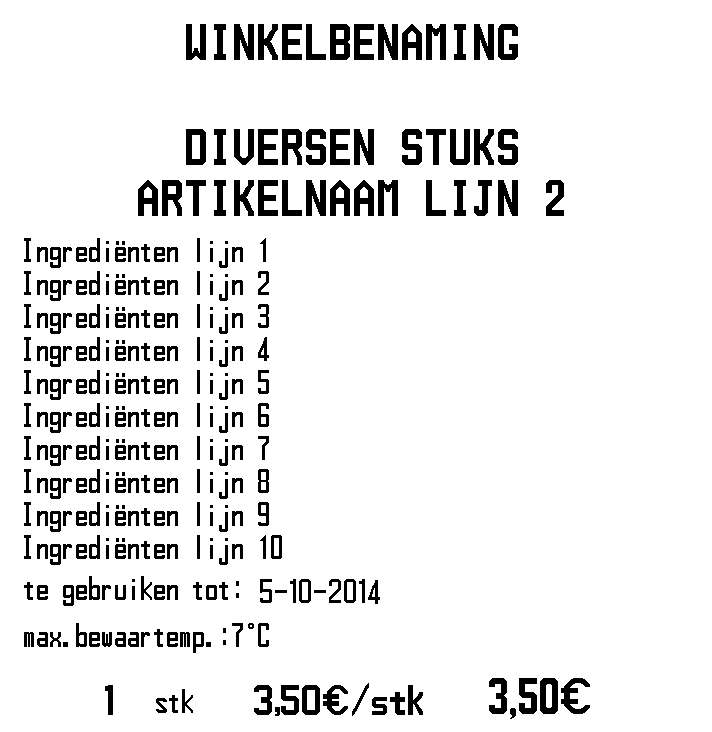 WINKELBENAMING
DIVERSEN STUKS
ARTIKELNAAM LIJN 2
Ingrediënten lijn 1
Ingrediënten lijn 2
Ingrediënten lijn 3
Ingrediënten lijn 4
Ingrediënten lijn 5
Ingrediënten lijn 6
Ingrediënten lijn 7
Ingrediënten lijn 8
Ingrediënten lijn 9
Ingrediënten lijn 10
te gebruiken tot: 5-10-2014
max.bewaartemp.:7°C
1 stk 3,50€/stk 3,50€